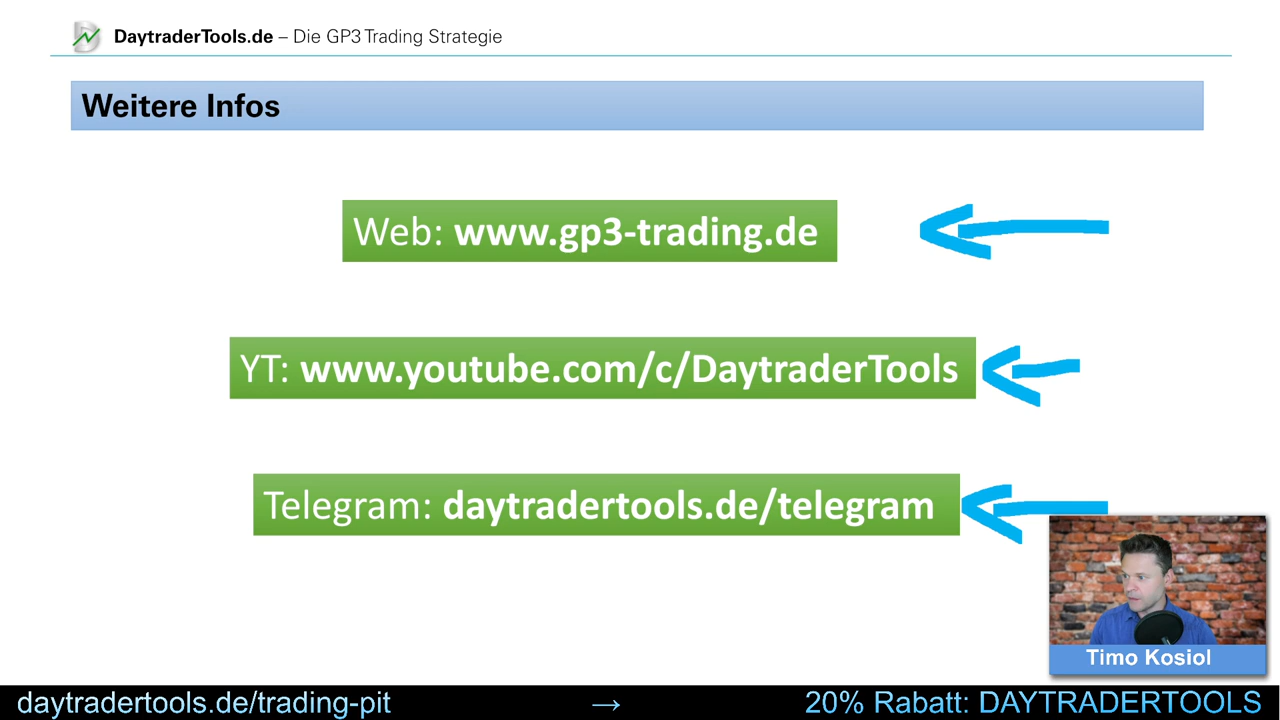 DaytraderTools.de – Die GP3 Trading Strategie
Weitere Infos
Web: www.gp3-trading.de
YT: www.youtube.com/c/DaytraderTools
Telegram: daytradertools.de/telegram
Timo Kosiol
daytradertools.de/trading-pit → 20% Rabatt: DAYTRADERTOOLS